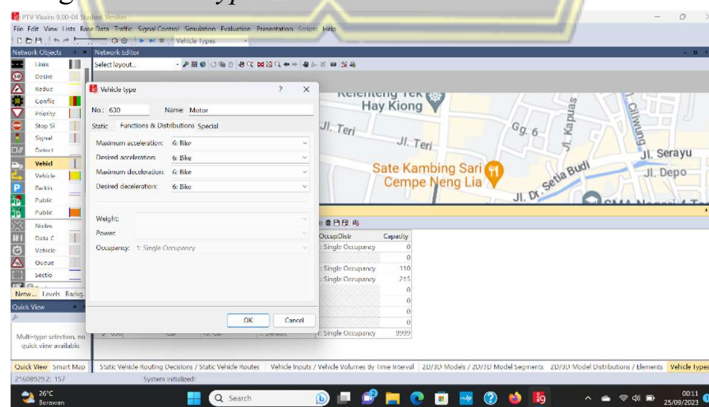 PTV Vissim 9.00-04 Student Version
File Edit View Lists Base Data Traffic Signal Control Simulation Evaluation Presentation Scripts Help
Vehicle Types
Network Objects
Network Editor
Links
Select layout...
Desire
Reduc
Conflic
Priority
Stop Si
Signal
Detect
Vehicl
Vehicle
Parkin
Public
Public
Nodes
Data C
Vehicle
Queue
Sectio
Netw... Levels Backg
Quick View
Multi-type selection, no
quick view available.
Quick View Smart Map
Vehicle type
? ×
No.: 630 Name: Motor
Static Functions & Distributions Special
Maximum acceleration: 6: Bike
Desired acceleration: 6: Bike
Maximum deceleration: 6: Bike
Desired deceleration: 6: Bike
Weight:
Power:
Occupancy: 1: Single Occupancy
OK Cancel
Kelenteng Tek
Hay Kiong
Jl. Teri
Jl. Teri
Gg. 6
Jl. Kapuas
Ciliwung
Jl. Serayu
Jl. Depo
Sate Kambing Sari
Cempe Neng Lia
Jl. Dr. Setia Budi
OccupDistr Capacity
: Single Occupancy 0
0
: Single Occupancy 110
: Single Occupancy 215
0
0
0
0
: Single Occupancy 9999
Static Vehicle Routing Decisions / Static Vehicle Routes Vehicle Inputs / Vehicle Volumes By Time Interval 2D/3D Models / 2D/3D Model Segments 2D/3D Model Distributions / Elements Vehicle Types
System initialized!
26°C
Berawan
Search
00:11
25/09/2023